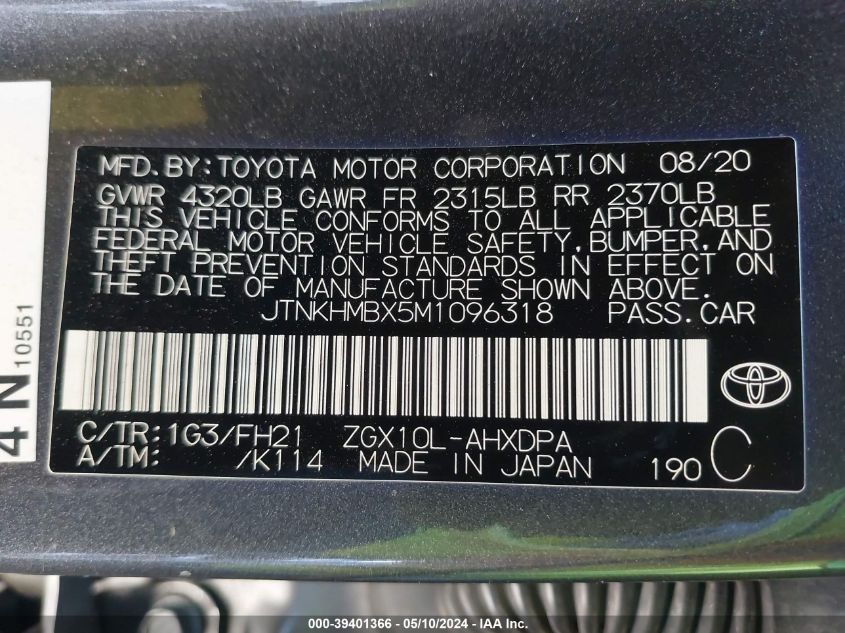 MFD.BY:TOYOTA MOTOR CORPORATION 08/20
GVWR 4320LB GAWR FR 2315LB RR 2370LB
THIS VEHICLE CONFORMS TO ALL APPLICABLE
FEDERAL MOTOR VEHICLE SAFETY,BUMPER,AND
THEFT PREVENTION STANDARDS IN EFFECT ON
THE DATE OF MANUFACTURE SHOWN ABOVE.
JTNKHMBX5M1096318 PASS.CAR
C/TR:1G3/FH21 ZGX10L-AHXDPA
A/TM: /K114 MADE IN JAPAN 190 C
4 N 10551
000-39401366 - 05/10/2024 - IAA Inc.